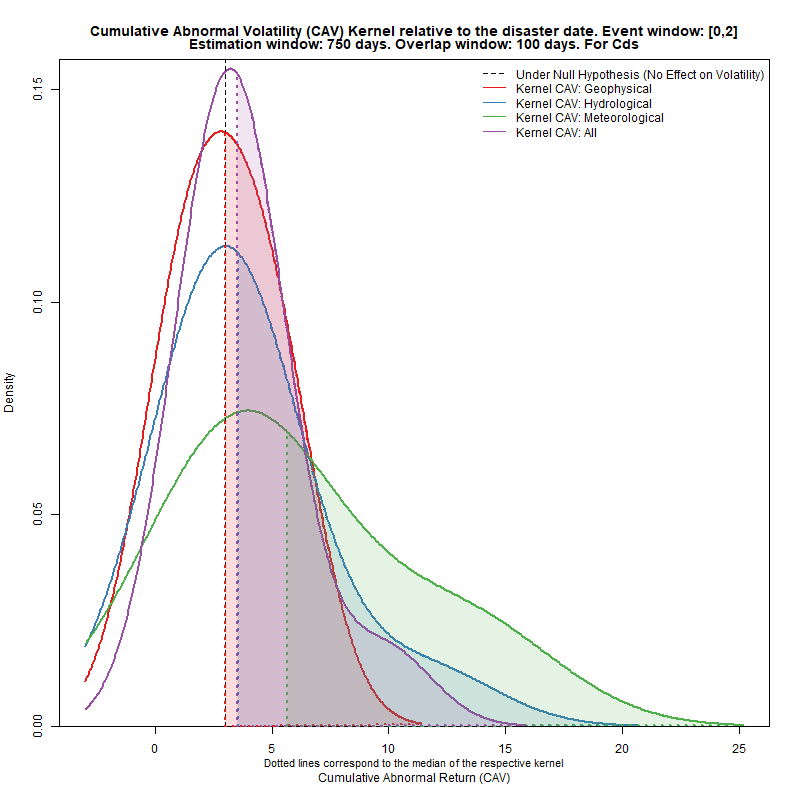 Cumulative Abnormal Volatility (CAV) Kernel relative to the disaster date. Event window: [0,2]
Estimation window: 750 days. Overlap window: 100 days. For Cds
Under Null Hypothesis (No Effect on Volatility)
Kernel CAV: Geophysical
Kernel CAV: Hydrological
Kernel CAV: Meteorological
Kernel CAV: All
Density
0.15
0.10
0.05
0.00
0 5 10 15 20 25
Dotted lines correspond to the median of the respective kernel
Cumulative Abnormal Return (CAV)